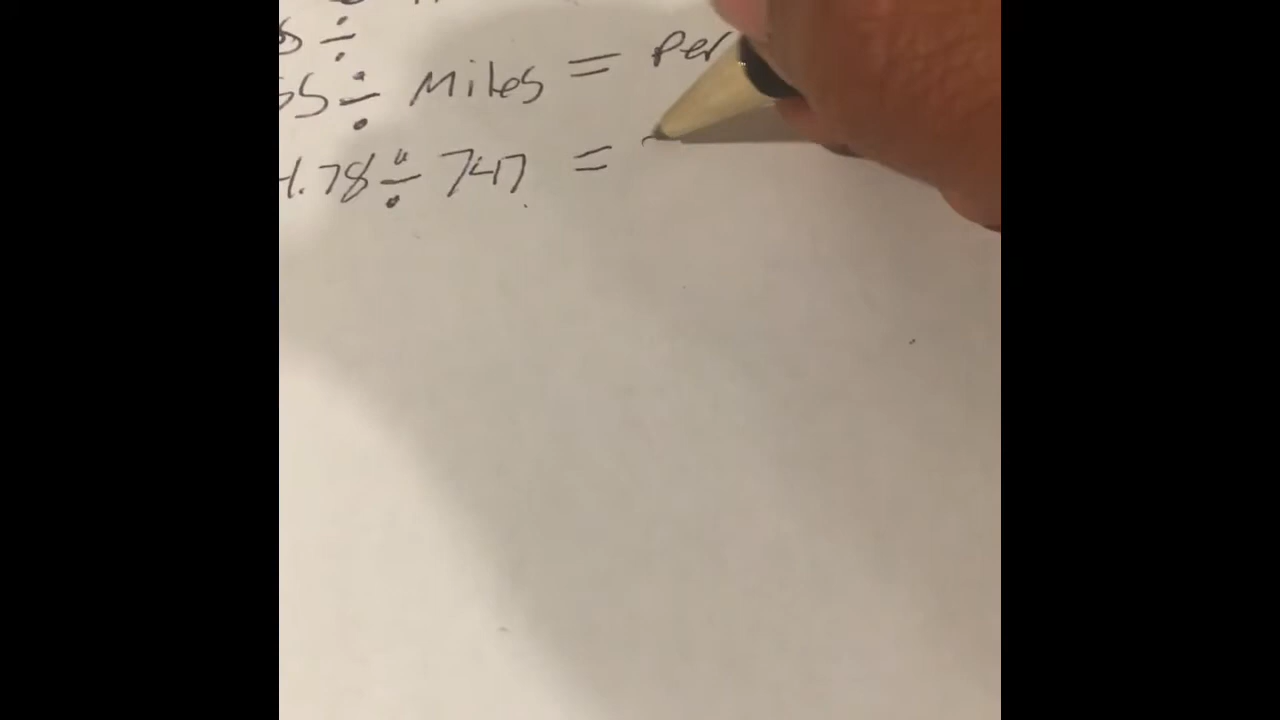 ÷
÷ Miles = Per
.78 ÷ 747 =